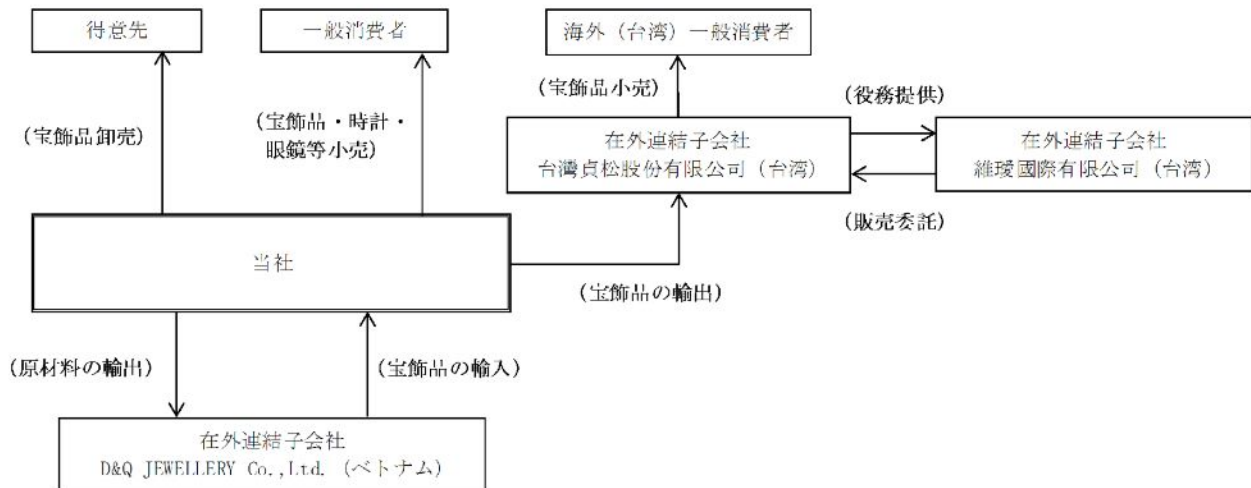 得意先
一般消費者
海外（台湾）一般消費者
（宝飾品卸売）
（宝飾品・時計・
眼鏡等小売）
（宝飾品小売）
（役務提供）
在外連結子会社
台灣貞松股份有限公司（台湾）
在外連結子会社
維璦國際有限公司（台湾）
（販売委託）
当社
（宝飾品の輸出）
（原材料の輸出）
（宝飾品の輸入）
在外連結子会社
D&Q JEWELLERY Co.,Ltd.（ベトナム）